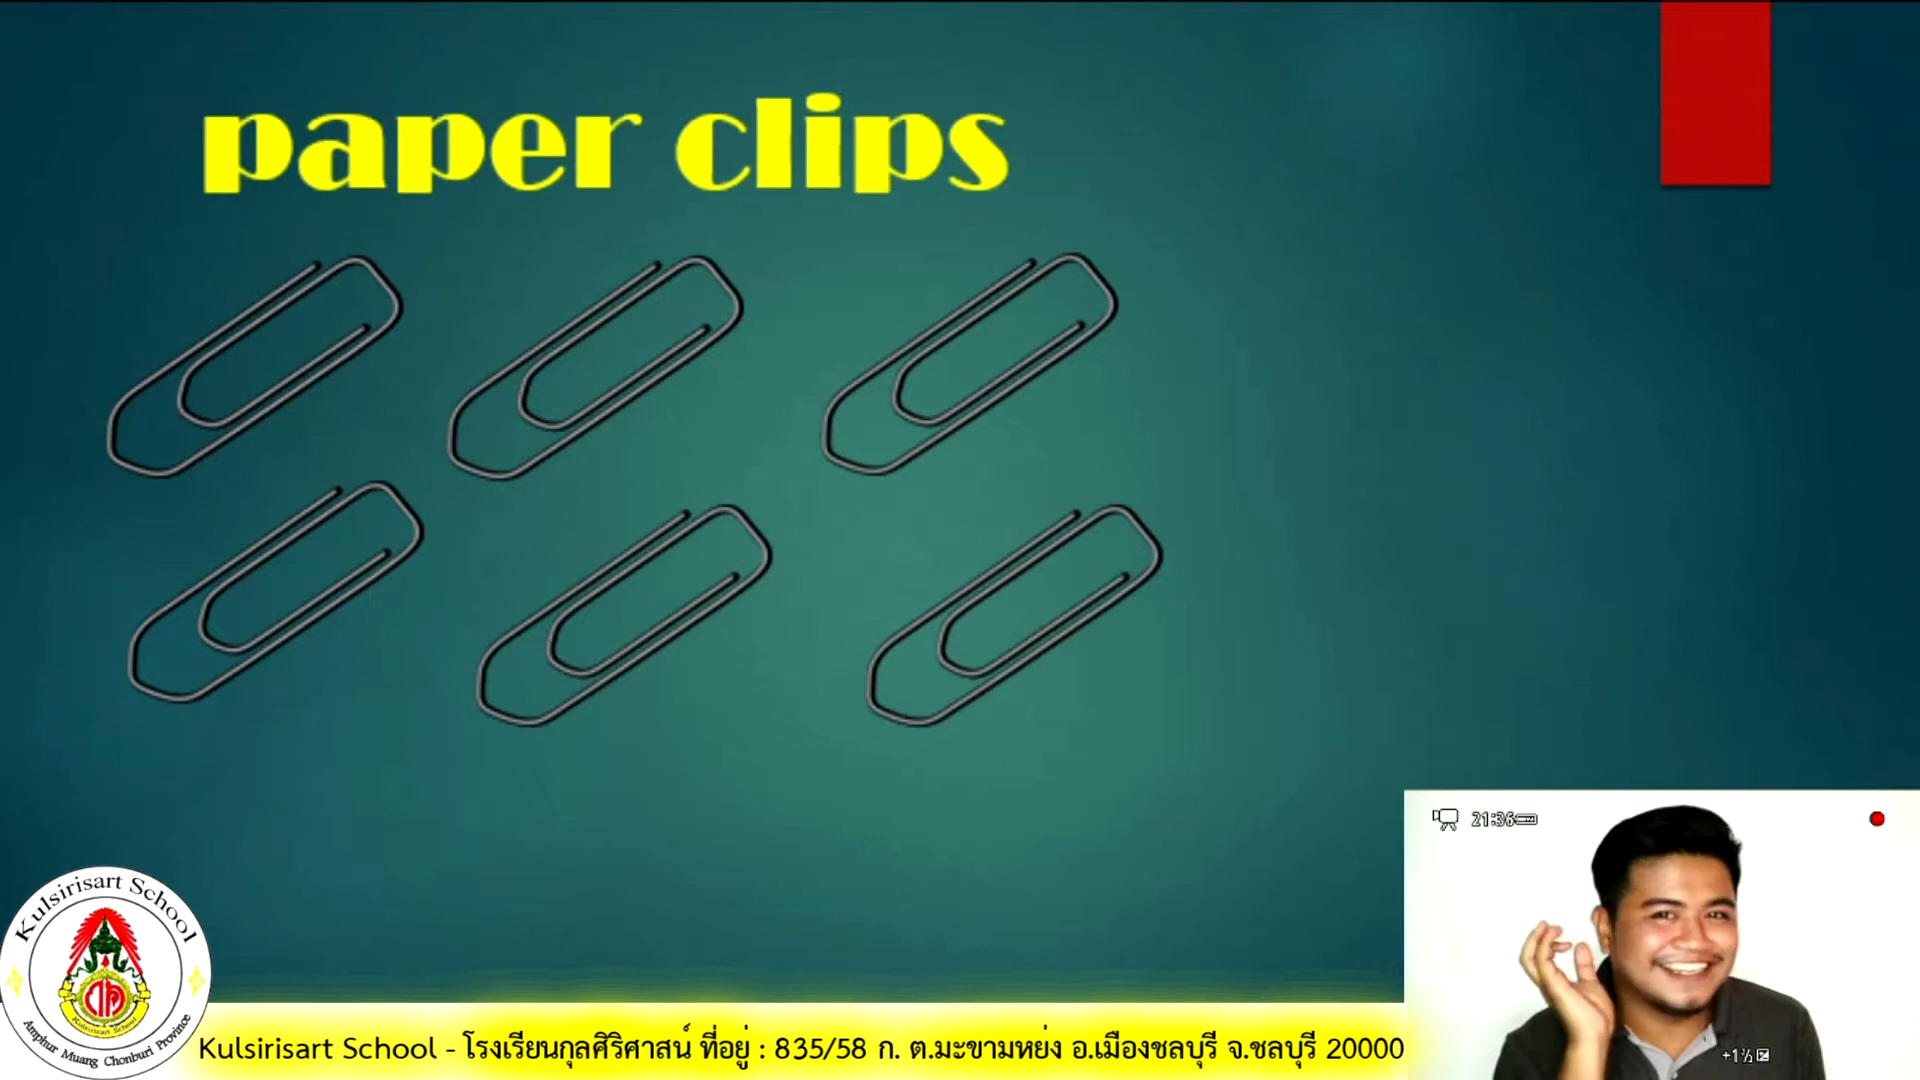 paper clips
21:36
Kulsirisart School
Amphur Muang Chonburi Province
Kulsirisart School - โรงเรียนกุลศิริศาสน์ ที่อยู่ : 835/58 ก. ต.มะขามหย่ง อ.เมืองชลบุรี จ.ชลบุรี 20000
+1⅓